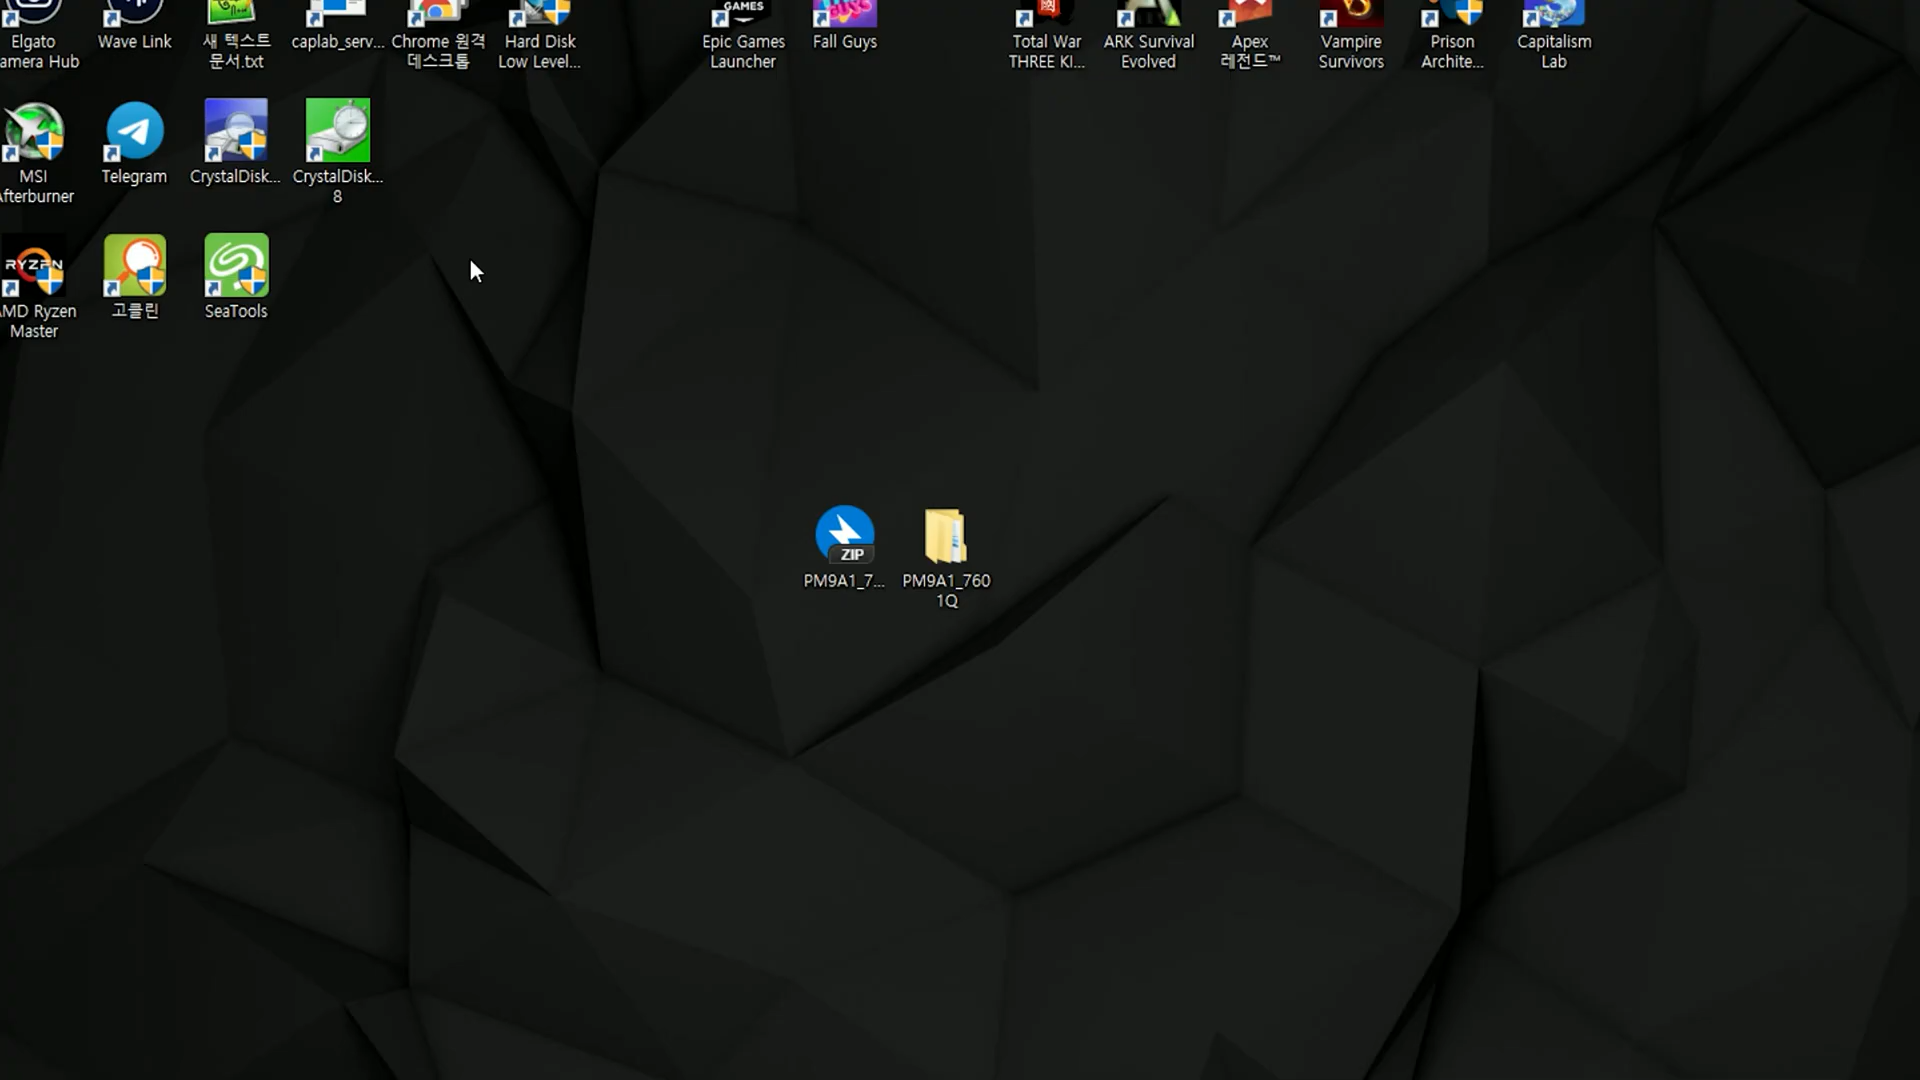 GAMES
GUYS
Elgato
amera Hub
Wave Link
새 텍스트
문서.txt
caplab_serv...
Chrome 원격
데스크톱
Hard Disk
Low Level...
Epic Games
Launcher
Fall Guys
Total War
THREE KI...
ARK Survival
Evolved
Apex
레전드™
Vampire
Survivors
Prison
Archite...
Capitalism
Lab
MSI
Afterburner
Telegram
CrystalDisk...
CrystalDisk...
8
RYZEN
AMD Ryzen
Master
고클린
SeaTools
ZIP
PM9A1_7...
PM9A1_760
1Q